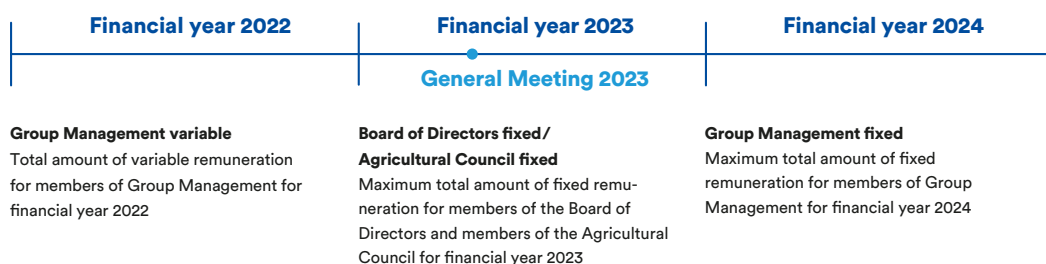 Financial year 2022
Financial year 2023
Financial year 2024
General Meeting 2023
Group Management variable
Total amount of variable remuneration
for members of Group Management for
financial year 2022
Board of Directors fixed/
Agricultural Council fixed
Maximum total amount of fixed remu-
neration for members of the Board of
Directors and members of the Agricultural
Council for financial year 2023
Group Management fixed
Maximum total amount of fixed
remuneration for members of Group
Management for financial year 2024